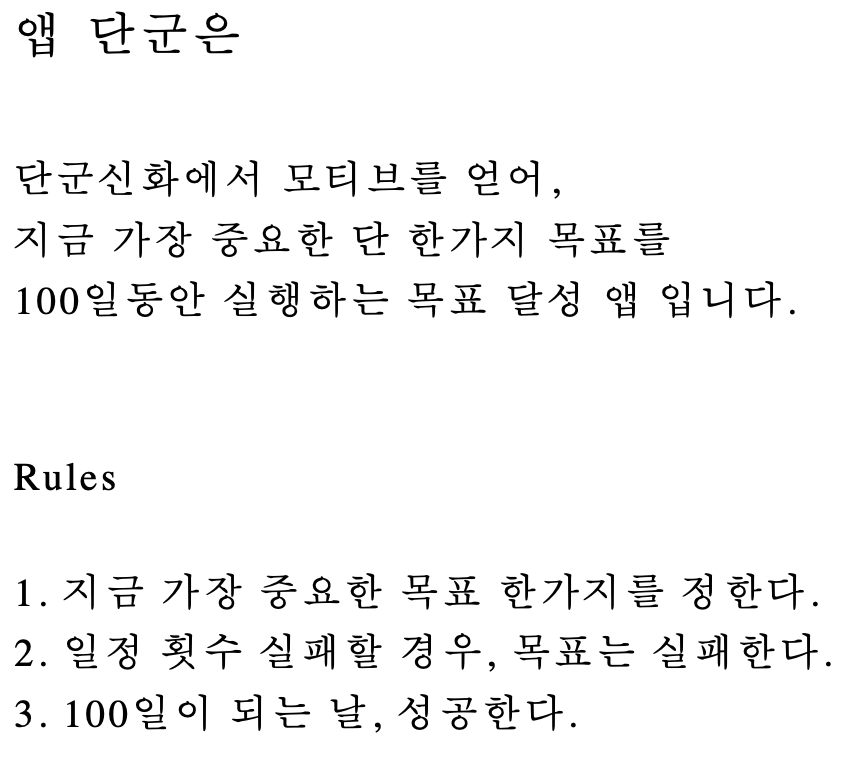 앱 단군은
단군신화에서 모티브를 얻어,
지금 가장 중요한 단 한가지 목표를
100일동안 실행하는 목표 달성 앱 입니다.
Rules
1. 지금 가장 중요한 목표 한가지를 정한다.
2. 일정 횟수 실패할 경우, 목표는 실패한다.
3. 100일이 되는 날, 성공한다.